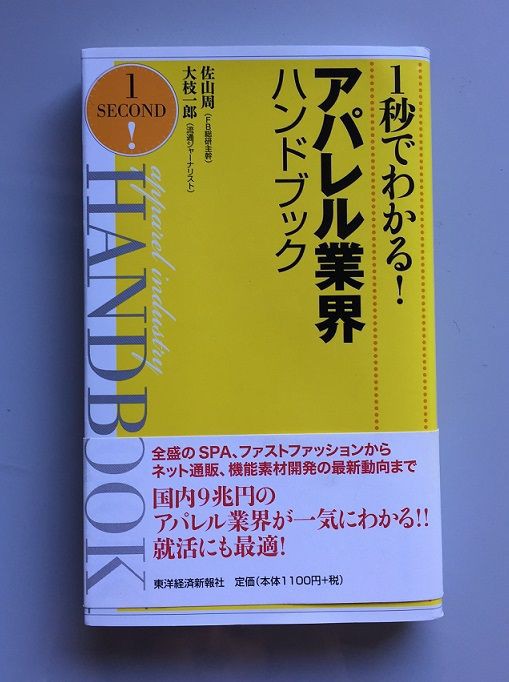 1秒でわかる!
アパレル業界
ハンドブック
佐山周(FB総研主幹)
大枝一郎(流通ジャーナリスト)
1
SECOND
!
apparel industry
HANDBOOK
全盛のSPA、ファストファッションから
ネット通販、機能素材開発の最新動向まで
国内9兆円の
アパレル業界が一気にわかる!!
就活にも最適!
東洋経済新報社 定価(本体1100円+税)